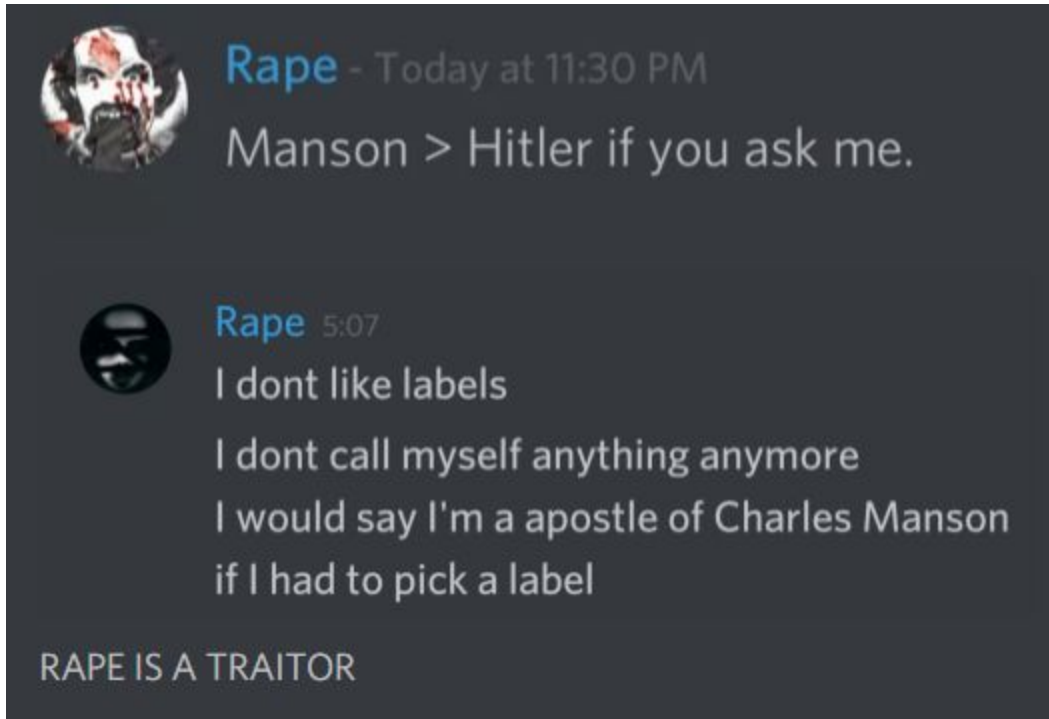 Rape - Today at 11:30 PM
Manson > Hitler if you ask me.
Rape 5:07
I dont like labels
I dont call myself anything anymore
I would say I'm a apostle of Charles Manson
if I had to pick a label
RAPE IS A TRAITOR